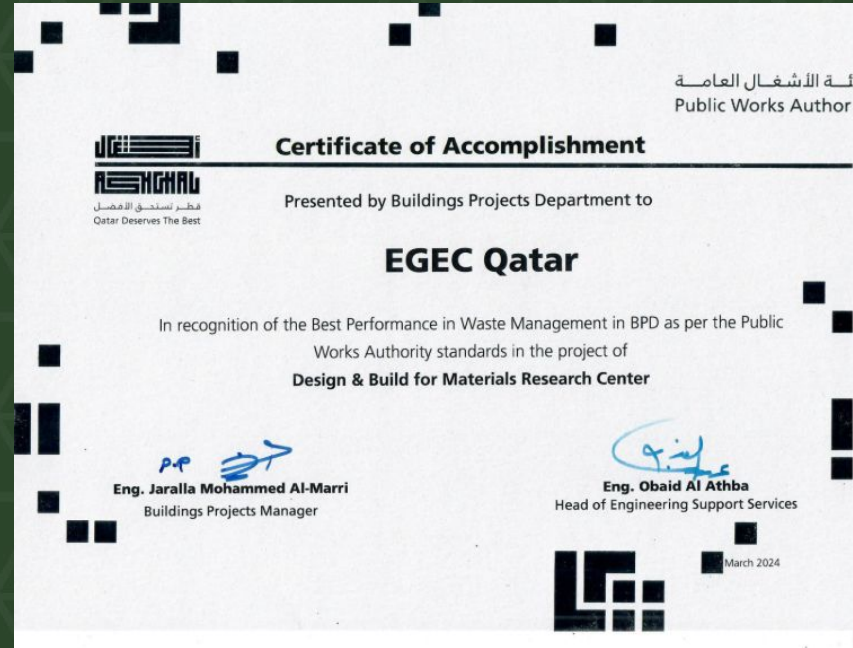 ئـة الأشـغـال العامـة
Public Works Author
أشغال
ASHGHAL
قطـر تستحـق الأفضـل
Qatar Deserves The Best
Certificate of Accomplishment
Presented by Buildings Projects Department to
EGEC Qatar
In recognition of the Best Performance in Waste Management in BPD as per the Public
Works Authority standards in the project of
Design & Build for Materials Research Center
p.p
Eng. Jaralla Mohammed Al-Marri
Buildings Projects Manager
Eng. Obaid Al Athba
Head of Engineering Support Services
March 2024